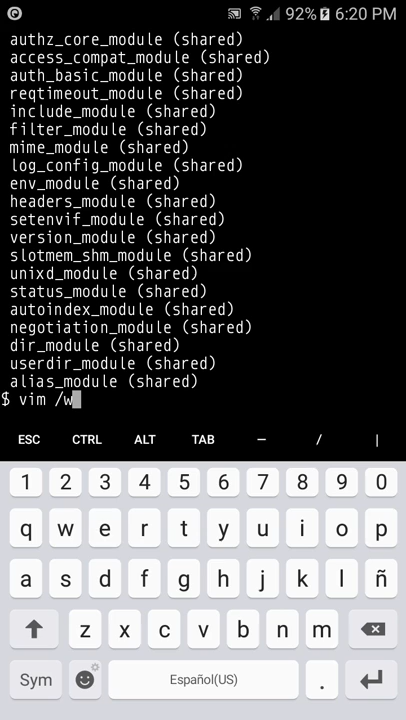 92% 6:20 PM
authz_core_module (shared)
access_compat_module (shared)
auth_basic_module (shared)
reqtimeout_module (shared)
include_module (shared)
filter_module (shared)
mime_module (shared)
log_config_module (shared)
env_module (shared)
headers_module (shared)
setenvif_module (shared)
version_module (shared)
slotmem_shm_module (shared)
unixd_module (shared)
status_module (shared)
autoindex_module (shared)
negotiation_module (shared)
dir_module (shared)
userdir_module (shared)
alias_module (shared)
$ vim /w
ESC CTRL ALT TAB — / |
1 2 3 4 5 6 7 8 9 0
q w e r t y u i o p
a s d f g h j k l ñ
z x c v b n m
Sym Español(US) .